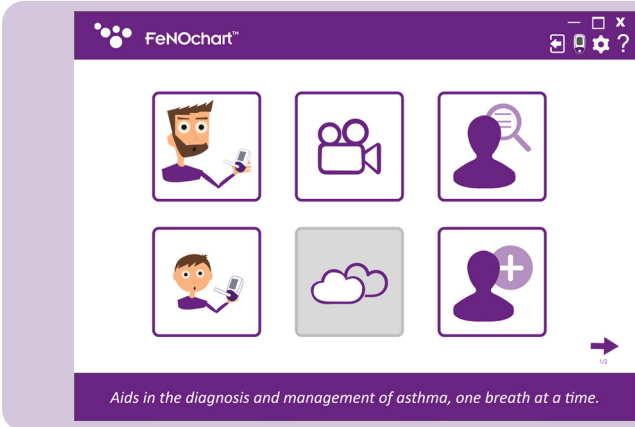 FeNOchart™
1/2
Aids in the diagnosis and management of asthma, one breath at a time.